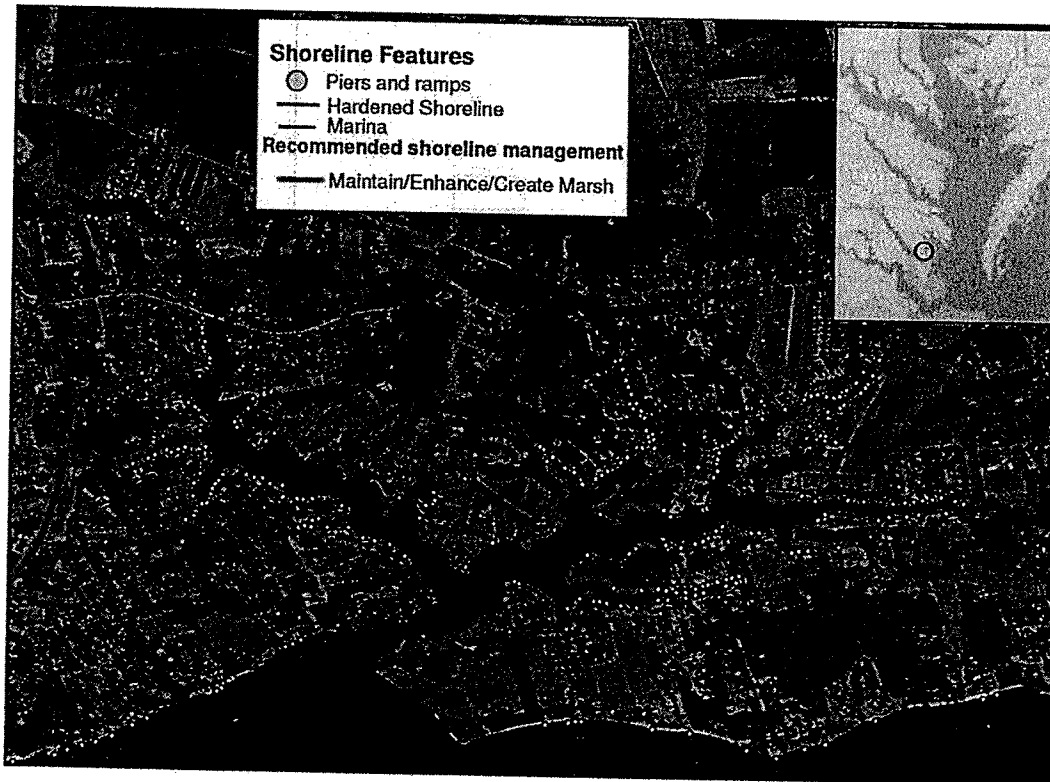 Shoreline Features
Piers and ramps
Hardened Shoreline
Marina
Recommended shoreline management
Maintain/Enhance/Create Marsh